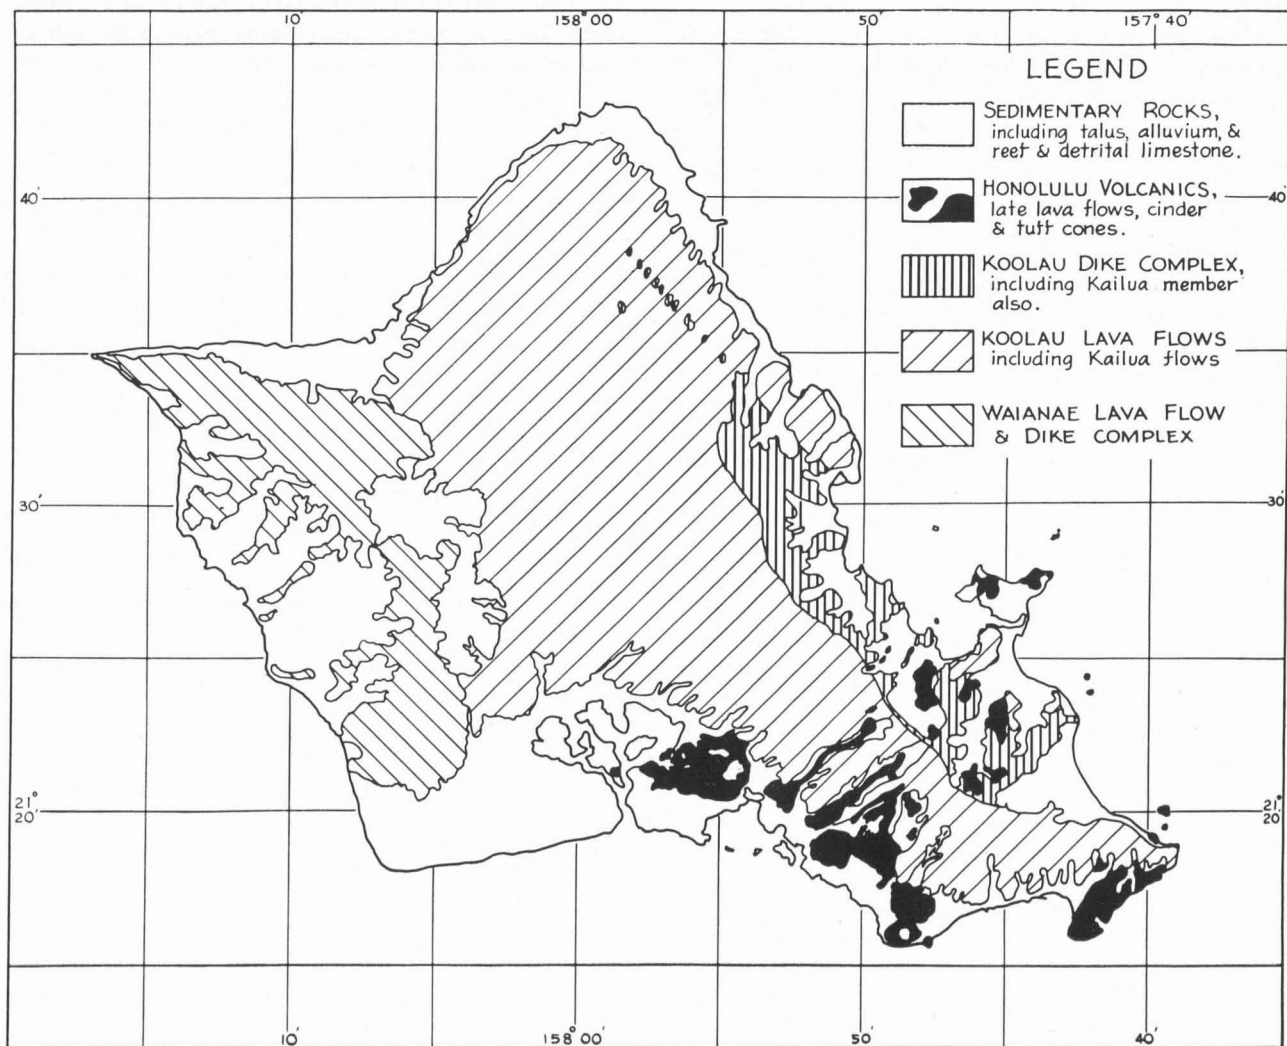 10′ 158°00′ 50′ 157°40′
LEGEND
SEDIMENTARY ROCKS,
including talus, alluvium, &
reef & detrital limestone.
40′ 40′
HONOLULU VOLCANICS,
late lava flows, cinder
& tuff cones.
KOOLAU DIKE COMPLEX,
including Kailua member
also.
KOOLAU LAVA FLOWS
including Kailua flows
WAIANAE LAVA FLOW
& DIKE COMPLEX
30′ 30′
21° 21°
20′ 20′
10′ 158°00′ 50′ 40′